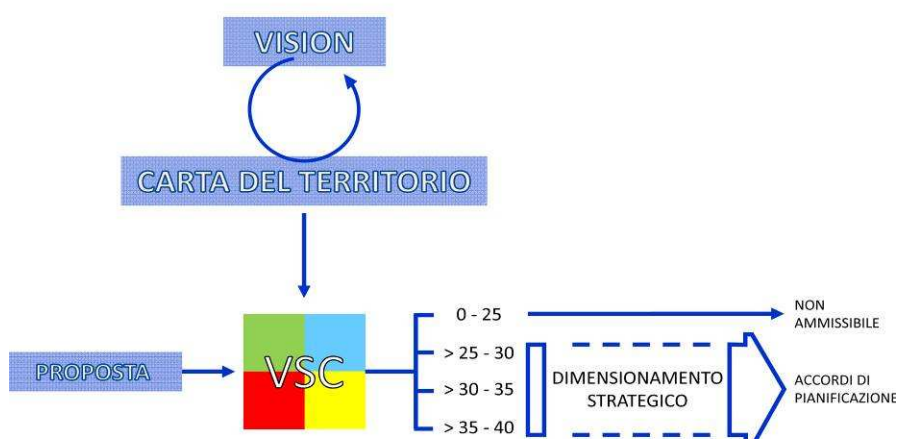 VISION
CARTA DEL TERRITORIO
PROPOSTA
VSC
0 - 25
> 25 - 30
> 30 - 35
> 35 - 40
DIMENSIONAMENTO
STRATEGICO
NON
AMMISSIBILE
ACCORDI DI
PIANIFICAZIONE